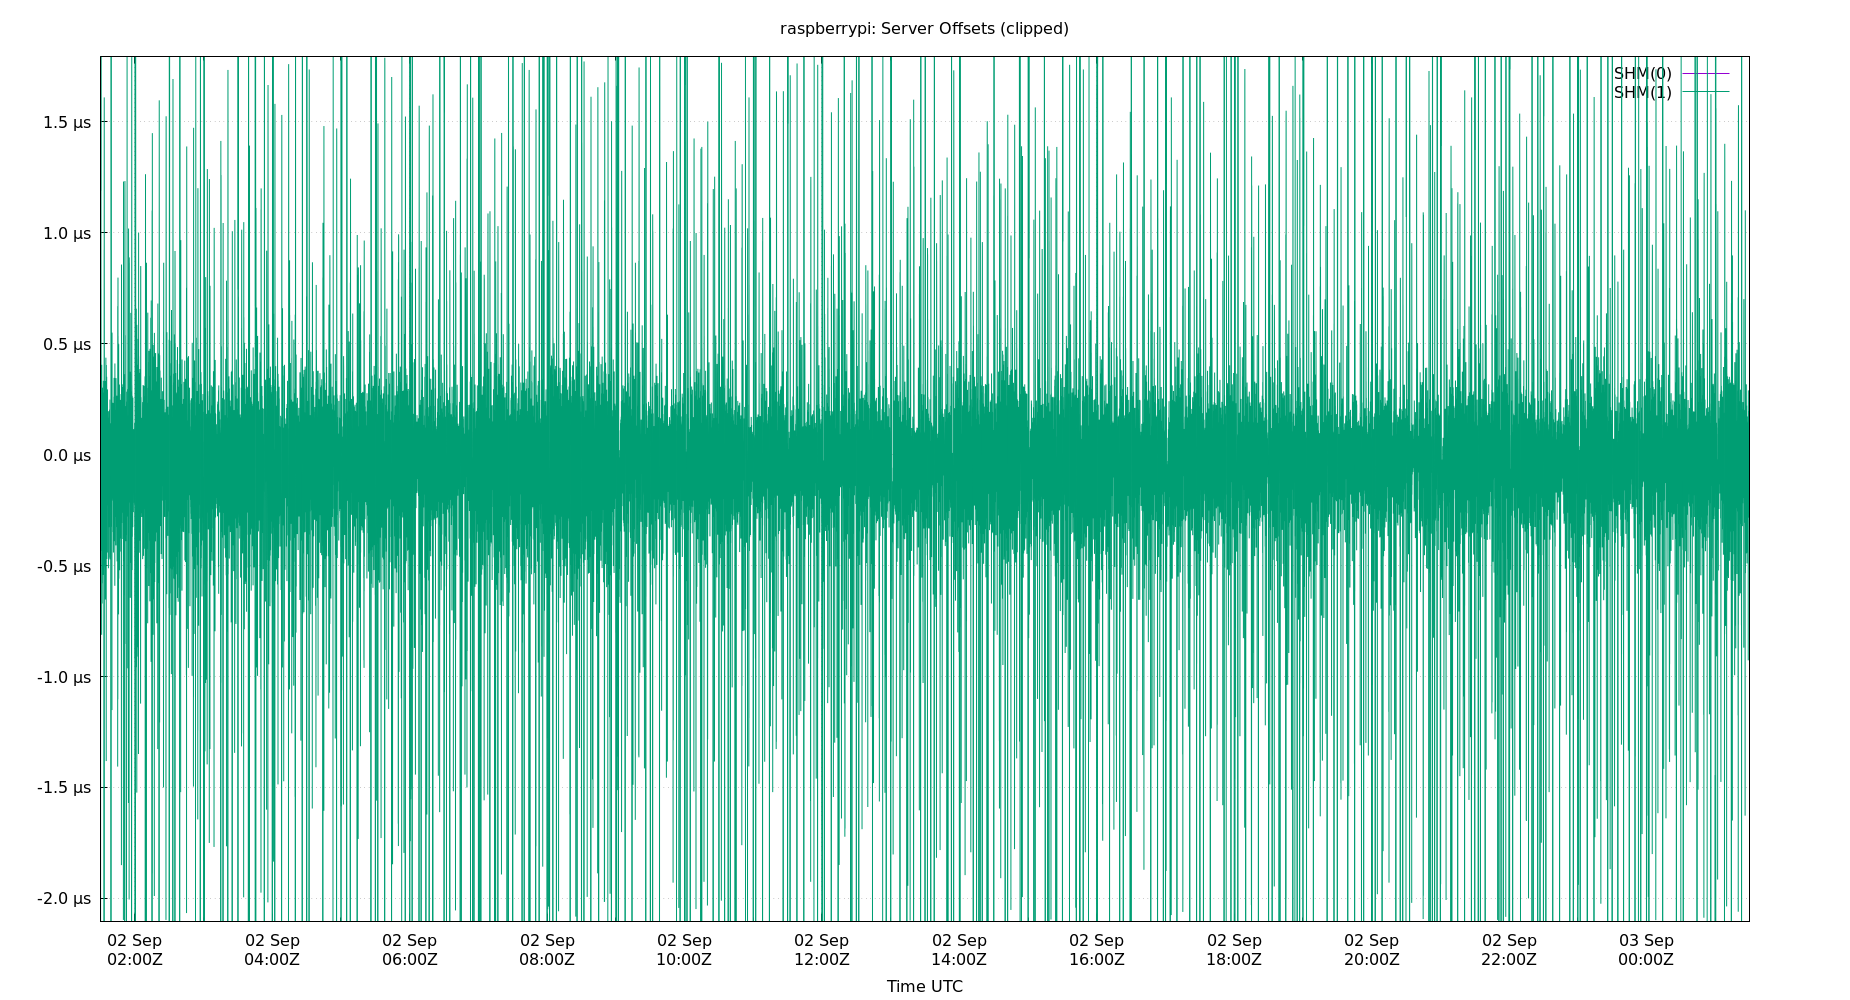 raspberrypi: Server Offsets (clipped)
SHM(0)
SHM(1)
1.5 µs
1.0 µs
0.5 µs
0.0 µs
-0.5 µs
-1.0 µs
-1.5 µs
-2.0 µs
02 Sep 02 Sep 02 Sep 02 Sep 02 Sep 02 Sep 02 Sep 02 Sep 02 Sep 02 Sep 02 Sep 03 Sep
02:00Z 04:00Z 06:00Z 08:00Z 10:00Z 12:00Z 14:00Z 16:00Z 18:00Z 20:00Z 22:00Z 00:00Z
Time UTC